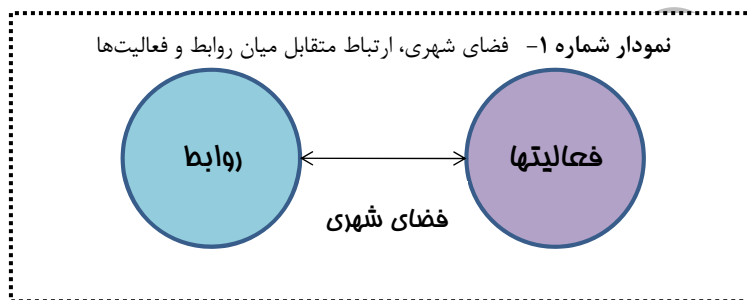 نمودار شماره ۱- فضای شهری، ارتباط متقابل میان روابط و فعالیت‌ها
فعالیتها
روابط
فضای شهری